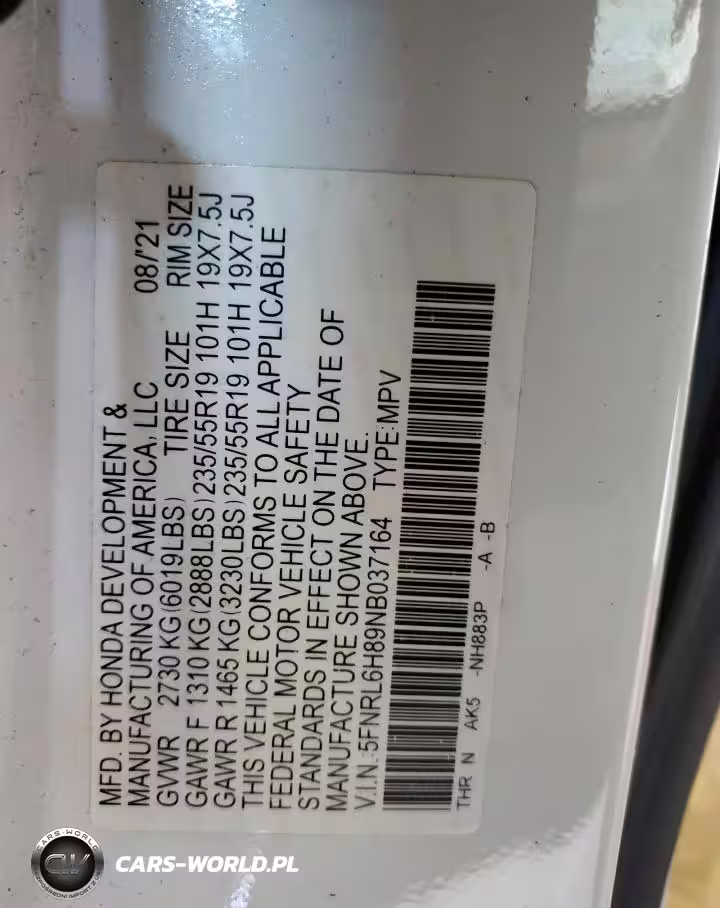 MFD. BY HONDA DEVELOPMENT &
MANUFACTURING OF AMERICA, LLC 08/'21
GVWR 2730 KG(6019LBS) TIRE SIZE RIM SIZE
GAWR F 1310 KG(2888LBS)235/55R19 101H 19X7.5J
GAWR R 1465 KG(3230LBS)235/55R19 101H 19X7.5J
THIS VEHICLE CONFORMS TO ALL APPLICABLE
FEDERAL MOTOR VEHICLE SAFETY
STANDARDS IN EFFECT ON THE DATE OF
MANUFACTURE SHOWN ABOVE.
V.I.N.:5FNRL6H89NB037164 TYPE:MPV
THR N AK5 -NH883P -A -B
CARS-WORLD
CW
CARS-WORLD.PL